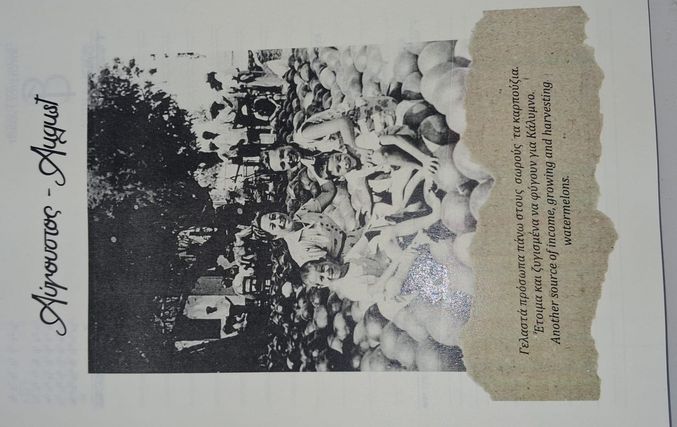 Αύγουστος - August
Γελαστά πρόσωπα πάνω στους σωρούς τα καρπούζια.
Έτοιμα και ζυγισμένα να φύγουν για Κάλυμνο.
Another source of income, growing and harvesting
watermelons.